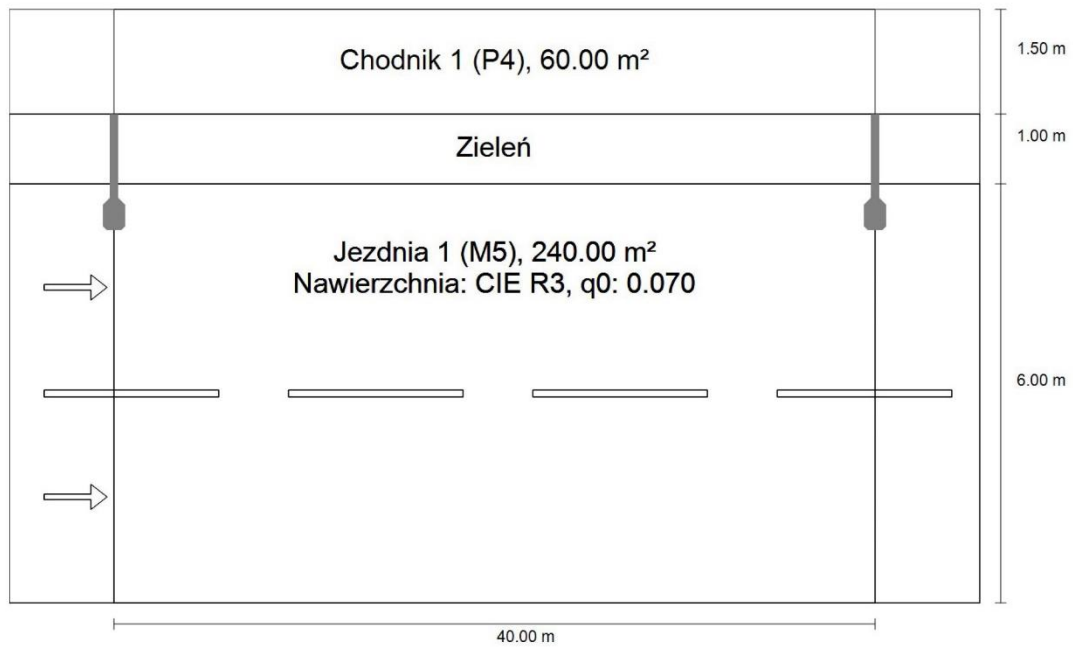 Chodnik 1 (P4), 60.00 m²
1.50 m
Zieleń
1.00 m
Jezdnia 1 (M5), 240.00 m²
Nawierzchnia: CIE R3, q0: 0.070
6.00 m
40.00 m